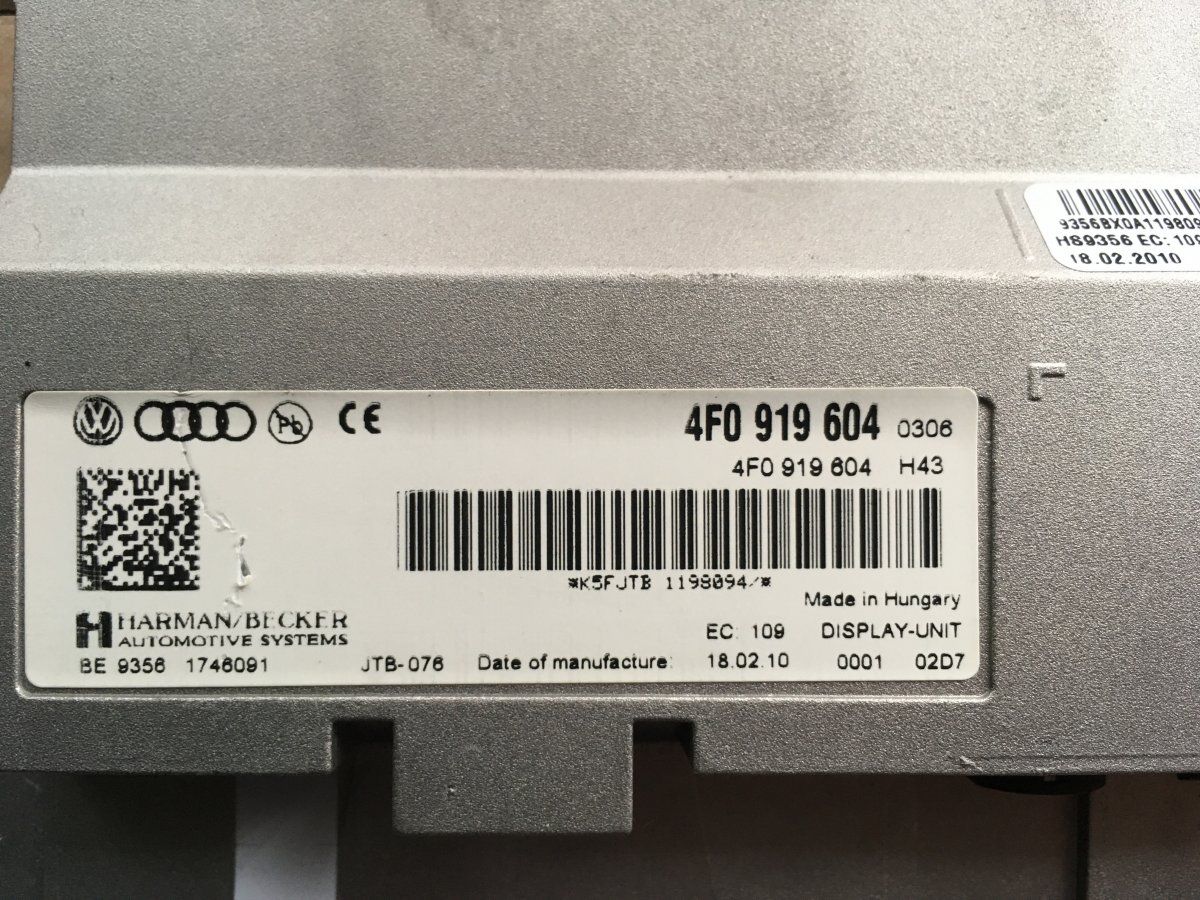 93568X0A119809
HS9356 EC: 109
18.02.2010
CE
4F0 919 604 0306
4F0 919 604 H43
*K5FJTB 1198094/*
Made in Hungary
HARMAN/BECKER
AUTOMOTIVE SYSTEMS
EC: 109 DISPLAY-UNIT
BE 9356 1746091 JTB-076 Date of manufacture: 18.02.10 0001 02D7